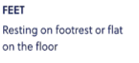 FEET
Resting on footrest or flat
on the floor